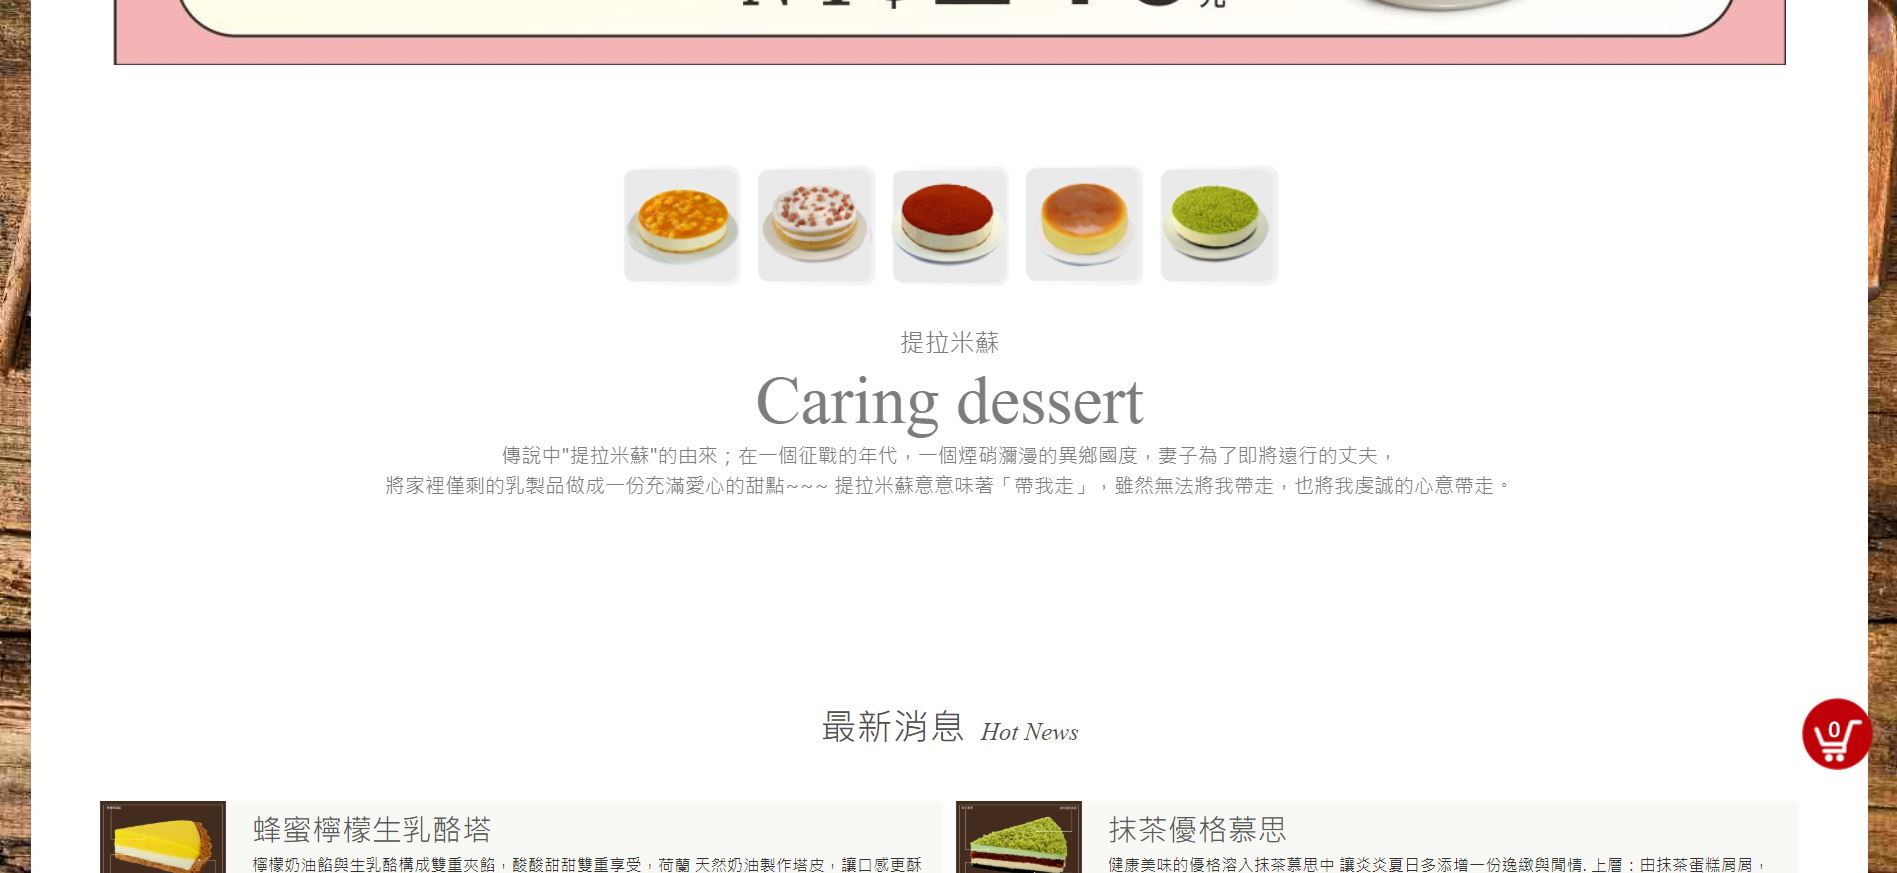 元
提拉米蘇
Caring dessert
傳說中"提拉米蘇"的由來；在一個征戰的年代，一個煙硝瀰漫的異鄉國度，妻子為了即將遠行的丈夫，
將家裡僅剩的乳製品做成一份充滿愛心的甜點~~~ 提拉米蘇意意味著「帶我走」，雖然無法將我帶走，也將我虔誠的心意帶走。
最新消息 Hot News
0
蜂蜜檸檬生乳酪塔
檸檬奶油餡與生乳酪構成雙重夾餡，酸酸甜甜雙重享受，荷蘭 天然奶油製作塔皮，讓口感更酥
抹茶優格慕思
健康美味的優格溶入抹茶慕思中 讓炎炎夏日多添增一份逸緻與閒情. 上層：由抹茶蛋糕屑屑，